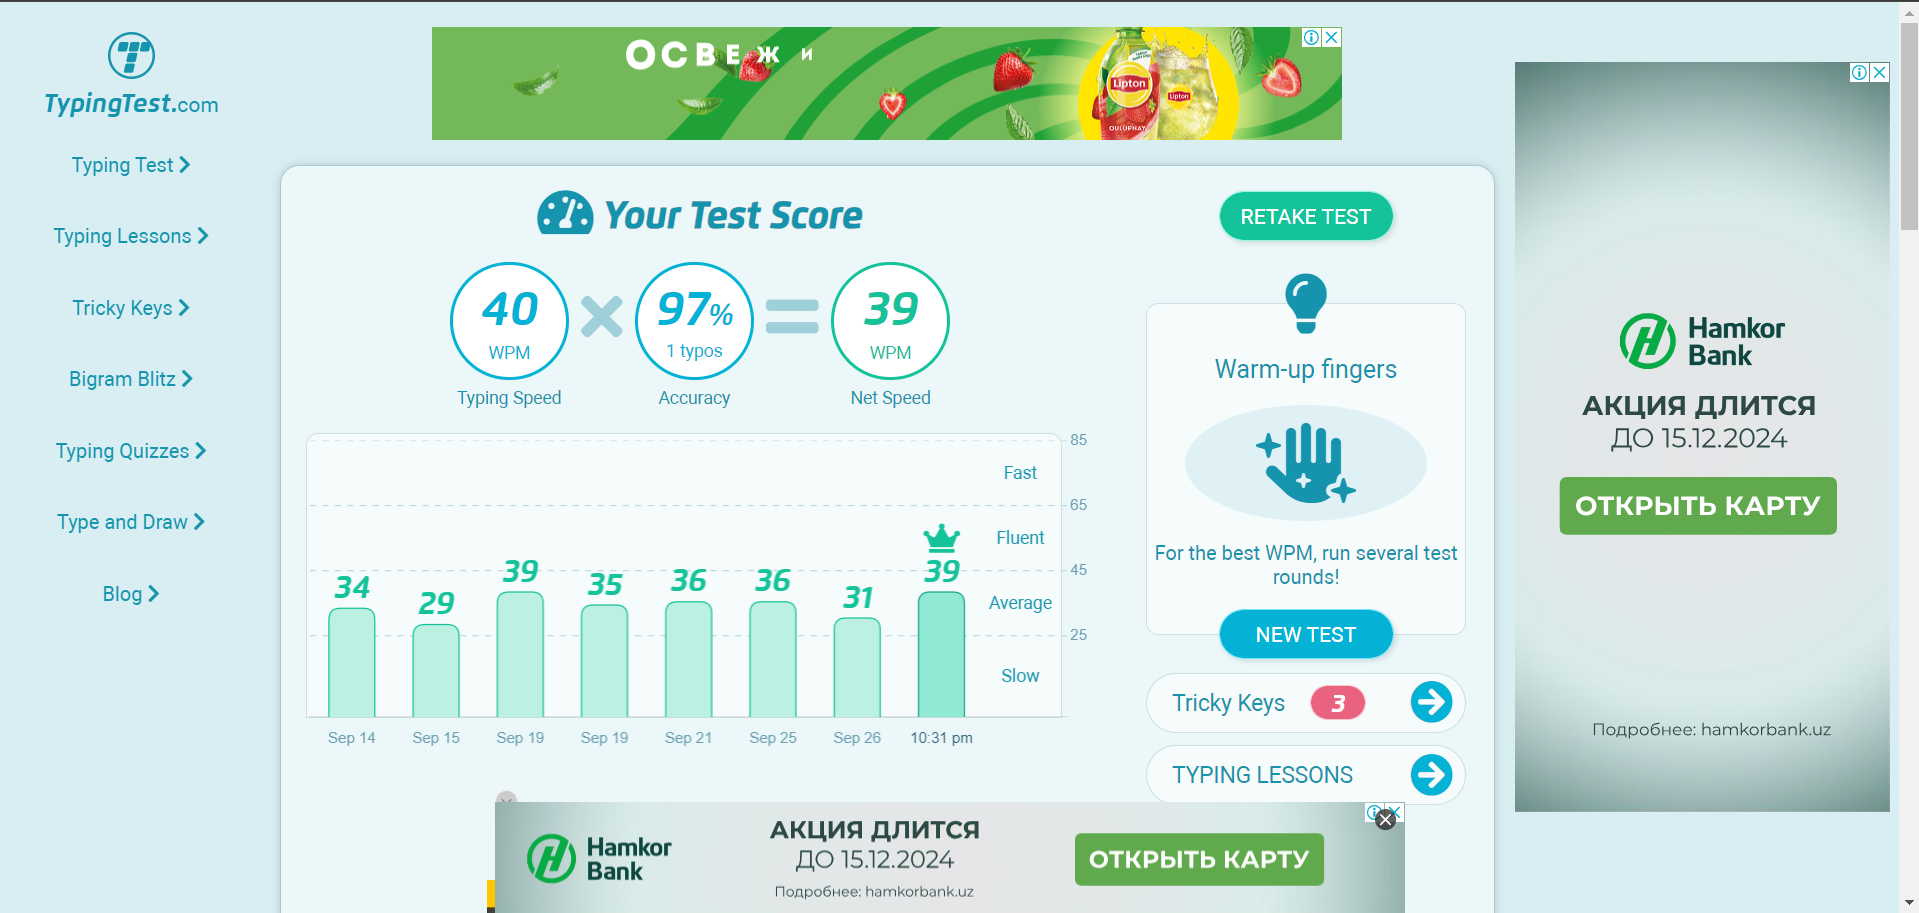 TypingTest.com
Typing Test
Typing Lessons
Tricky Keys
Bigram Blitz
Typing Quizzes
Type and Draw
Blog
ОСВЕЖИ
Lipton
Lipton
QULUPNAY
Your Test Score
RETAKE TEST
40
WPM
Typing Speed
97%
1 typos
Accuracy
39
WPM
Net Speed
85
Fast
65
Fluent
45
Average
25
Slow
34
29
39
35
36
36
31
39
Sep 14
Sep 15
Sep 19
Sep 19
Sep 21
Sep 25
Sep 26
10:31 pm
Warm-up fingers
For the best WPM, run several test
rounds!
NEW TEST
Tricky Keys 3
TYPING LESSONS
Hamkor
Bank
АКЦИЯ ДЛИТСЯ
ДО 15.12.2024
ОТКРЫТЬ КАРТУ
Подробнее: hamkorbank.uz
Hamkor
Bank
АКЦИЯ ДЛИТСЯ
ДО 15.12.2024
Подробнее: hamkorbank.uz
ОТКРЫТЬ КАРТУ